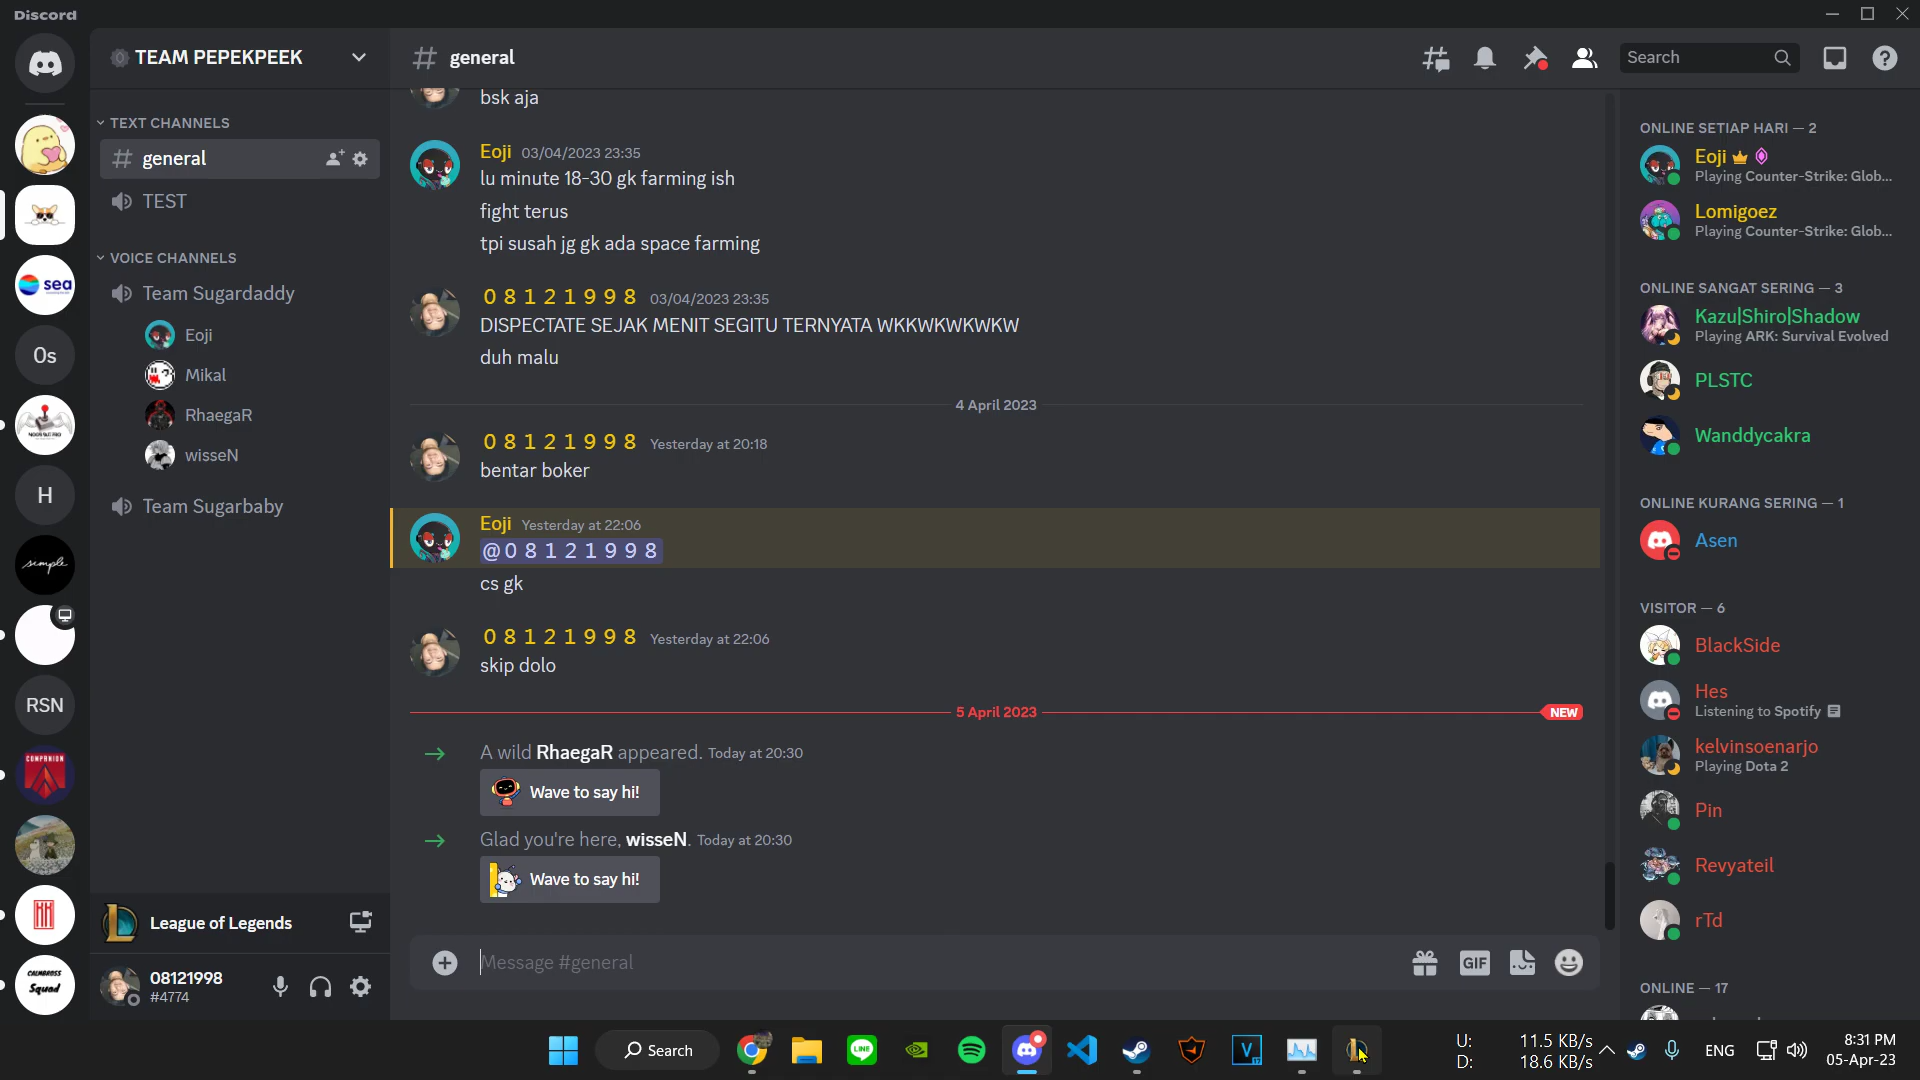 Discord
TEAM PEPEKPEEK
general
Search
TEXT CHANNELS
general
TEST
VOICE CHANNELS
Team Sugardaddy
Eoji
Mikal
RhaegaR
wisseN
Team Sugarbaby
sea
Os
H
simple
RSN
COMPANION
CALMBROSS
Squad
League of Legends
08121998
#4774
bsk aja
Eoji 03/04/2023 23:35
lu minute 18-30 gk farming ish
fight terus
tpi susah jg gk ada space farming
0 8 1 2 1 9 9 8 03/04/2023 23:35
DISPECTATE SEJAK MENIT SEGITU TERNYATA WKKWKWKWKW
duh malu
4 April 2023
0 8 1 2 1 9 9 8 Yesterday at 20:18
bentar boker
Eoji Yesterday at 22:06
@0 8 1 2 1 9 9 8
cs gk
0 8 1 2 1 9 9 8 Yesterday at 22:06
skip dolo
5 April 2023 NEW
A wild RhaegaR appeared. Today at 20:30
Wave to say hi!
Glad you're here, wisseN. Today at 20:30
Wave to say hi!
Message #general
GIF
ONLINE SETIAP HARI — 2
Eoji
Playing Counter-Strike: Glob...
Lomigoez
Playing Counter-Strike: Glob...
ONLINE SANGAT SERING — 3
Kazu|Shiro|Shadow
Playing ARK: Survival Evolved
PLSTC
Wanddycakra
ONLINE KURANG SERING — 1
Asen
VISITOR — 6
BlackSide
Hes
Listening to Spotify
kelvinsoenarjo
Playing Dota 2
Pin
Revyateil
rTd
ONLINE — 17
Search
LINE
V
U: 11.5 KB/s
D: 18.6 KB/s
ENG
8:31 PM
05-Apr-23